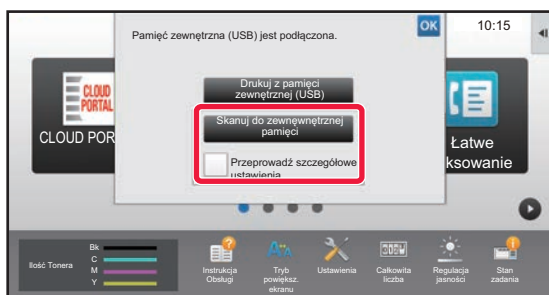 Pamięć zewnętrzna (USB) jest podłączona.
OK
10:15
Drukuj z pamięci
zewnętrznej (USB)
Skanuj do zewnęwnętrznej
pamięci
Przeprowadź szczegółowe
ustawienia
CLOUD
PORTAL
CLOUD POR
Łatwe
ksowanie
Ilość Tonera
Bk
C
M
Y
Instrukcja
Obsługi
Tryb
powiększ.
ekranu
Ustawienia
Całkowita
liczba
Regulacja
jasności
Stan
zadania